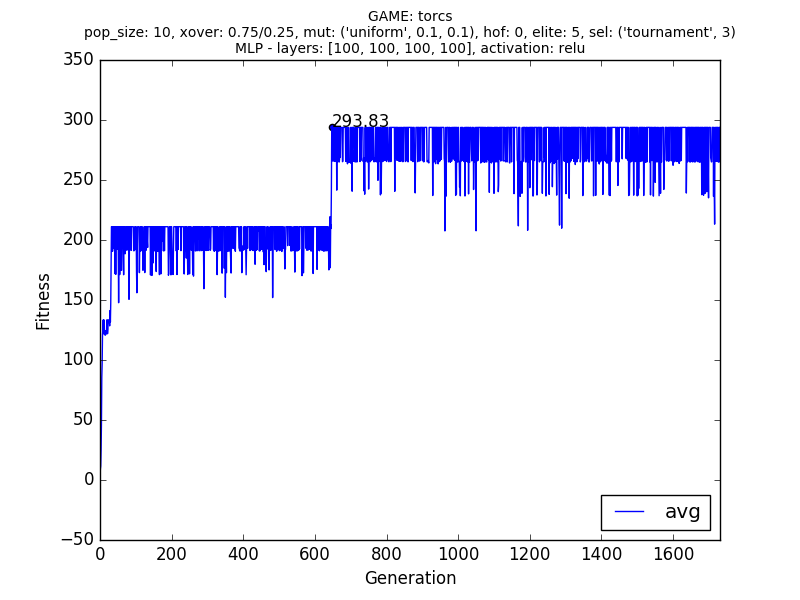 GAME: torcs
pop_size: 10, xover: 0.75/0.25, mut: ('uniform', 0.1, 0.1), hof: 0, elite: 5, sel: ('tournament', 3)
MLP - layers: [100, 100, 100, 100], activation: relu
350
300
250
200
150
100
50
0
−50
Fitness
293.83
avg
0 200 400 600 800 1000 1200 1400 1600
Generation